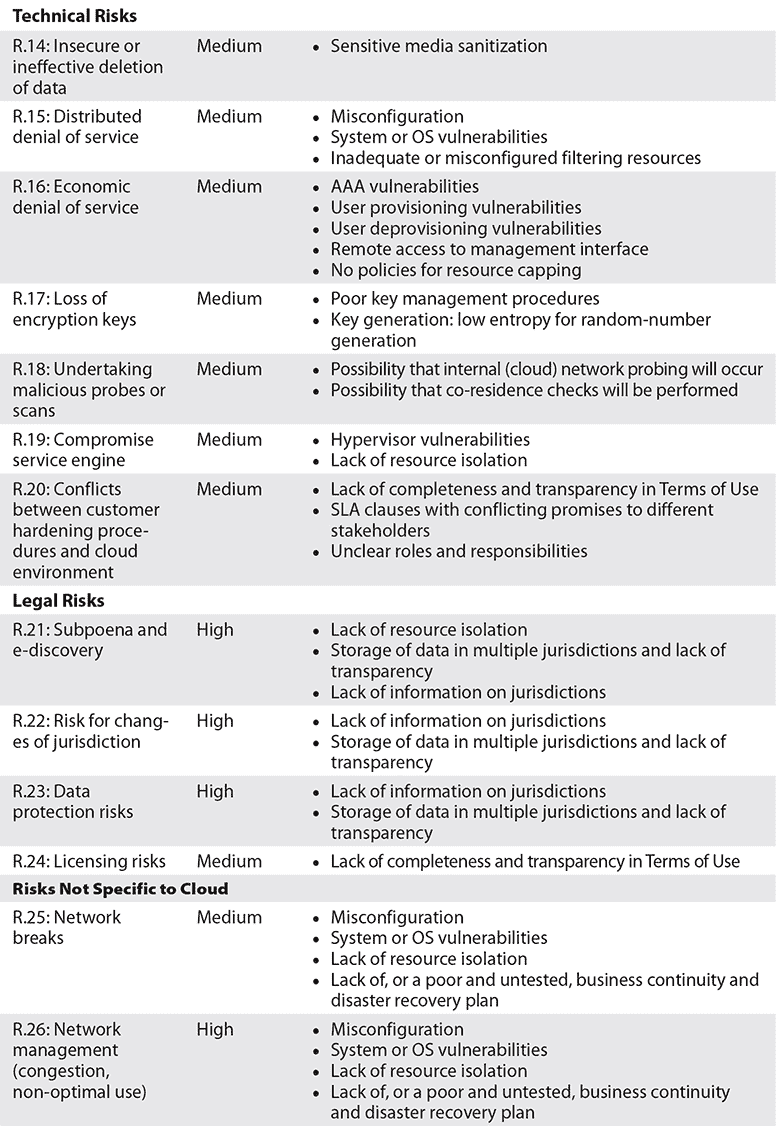 Technical Risks
R.14: Insecure or
ineffective deletion
of data
Medium
• Sensitive media sanitization
R.15: Distributed
denial of service
Medium
• Misconfiguration
• System or OS vulnerabilities
• Inadequate or misconfigured filtering resources
R.16: Economic
denial of service
Medium
• AAA vulnerabilities
• User provisioning vulnerabilities
• User deprovisioning vulnerabilities
• Remote access to management interface
• No policies for resource capping
R.17: Loss of
encryption keys
Medium
• Poor key management procedures
• Key generation: low entropy for random-number
generation
R.18: Undertaking
malicious probes or
scans
Medium
• Possibility that internal (cloud) network probing will occur
• Possibility that co-residence checks will be performed
R.19: Compromise
service engine
Medium
• Hypervisor vulnerabilities
• Lack of resource isolation
R.20: Conflicts
between customer
hardening proce-
dures and cloud
environment
Medium
• Lack of completeness and transparency in Terms of Use
• SLA clauses with conflicting promises to different
stakeholders
• Unclear roles and responsibilities
Legal Risks
R.21: Subpoena and
e-discovery
High
• Lack of resource isolation
• Storage of data in multiple jurisdictions and lack of
transparency
• Lack of information on jurisdictions
R.22: Risk for chang-
es of jurisdiction
High
• Lack of information on jurisdictions
• Storage of data in multiple jurisdictions and lack of
transparency
R.23: Data
protection risks
High
• Lack of information on jurisdictions
• Storage of data in multiple jurisdictions and lack of
transparency
R.24: Licensing risks
Medium
• Lack of completeness and transparency in Terms of Use
Risks Not Specific to Cloud
R.25: Network
breaks
Medium
• Misconfiguration
• System or OS vulnerabilities
• Lack of resource isolation
• Lack of, or a poor and untested, business continuity and
disaster recovery plan
R.26: Network
management
(congestion,
non-optimal use)
High
• Misconfiguration
• System or OS vulnerabilities
• Lack of resource isolation
• Lack of, or a poor and untested, business continuity
and disaster recovery plan